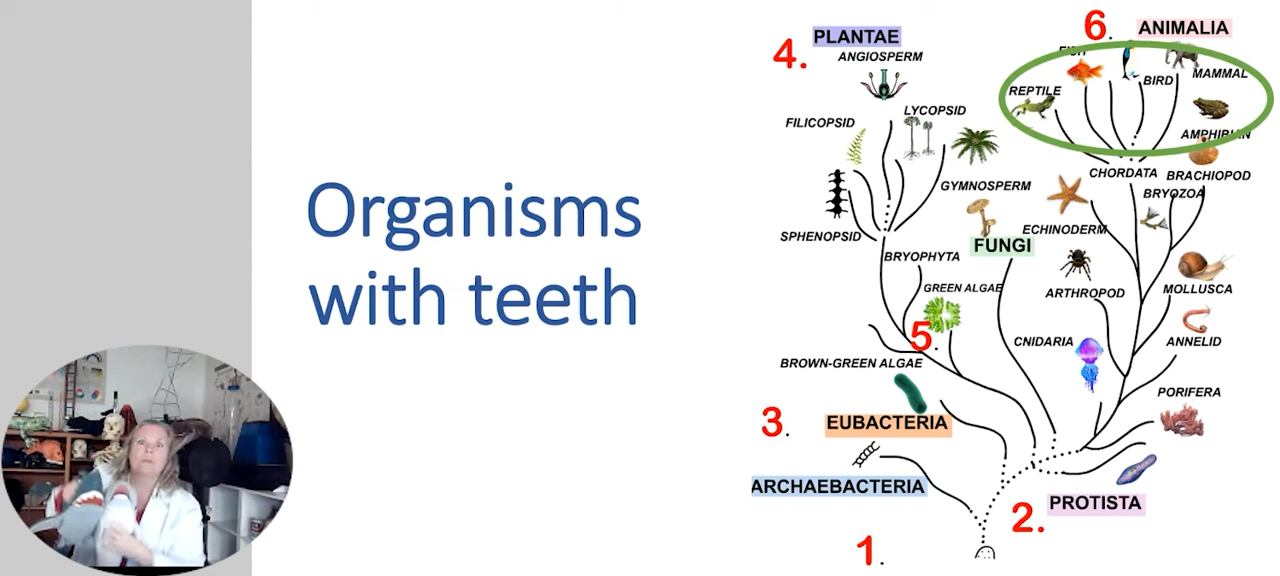 Organisms
with teeth
4.
PLANTAE
ANGIOSPERM
FILICOPSID
LYCOPSID
GYMNOSPERM
SPHENOPSID
BRYOPHYTA
FUNGI
GREEN ALGAE
5.
BROWN-GREEN ALGAE
3.
EUBACTERIA
ARCHAEBACTERIA
1.
2.
PROTISTA
6.
ANIMALIA
FISH
BIRD
MAMMAL
REPTILE
AMPHIBIAN
CHORDATA
BRACHIOPOD
BRYOZOA
ECHINODERM
ARTHROPOD
MOLLUSCA
CNIDARIA
ANNELID
PORIFERA